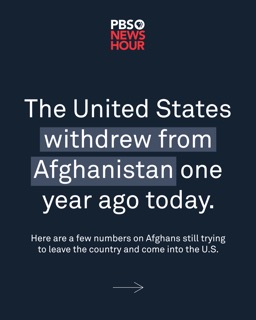 PBS
NEWS
HOUR
The United States
withdrew from
Afghanistan one
year ago today.
Here are a few numbers on Afghans still trying
to leave the country and come into the U.S.